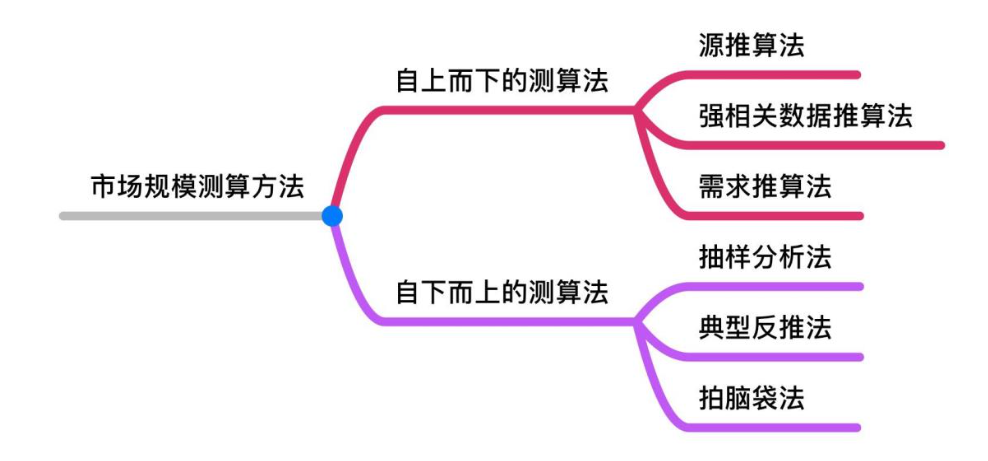 市场规模测算方法
自上而下的测算法
源推算法
强相关数据推算法
需求推算法
自下而上的测算法
抽样分析法
典型反推法
拍脑袋法